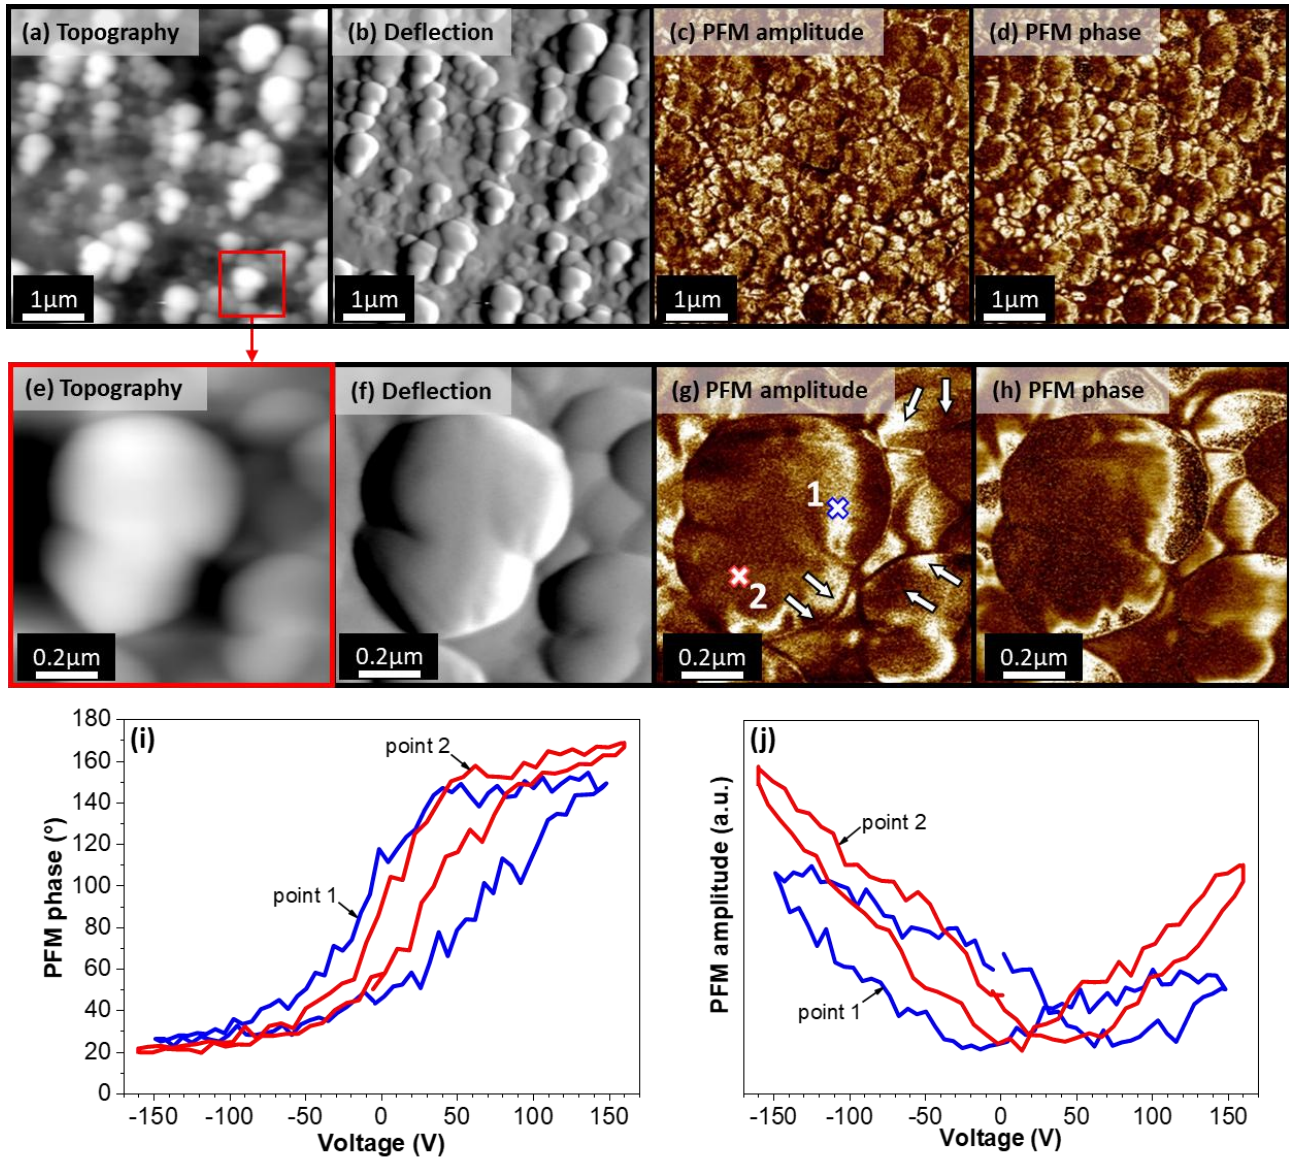 (a) Topography
(b) Deflection
(c) PFM amplitude
(d) PFM phase
1µm
1µm
1µm
1µm
(e) Topography
(f) Deflection
(g) PFM amplitude
(h) PFM phase
1
2
0.2µm
0.2µm
0.2µm
0.2µm
(i)
180
160
140
120
100
80
60
40
20
0
PFM phase (°)
point 2
point 1
-150 -100 -50 0 50 100 150
Voltage (V)
(j)
PFM amplitude (a.u.)
point 2
point 1
-150 -100 -50 0 50 100 150
Voltage (V)